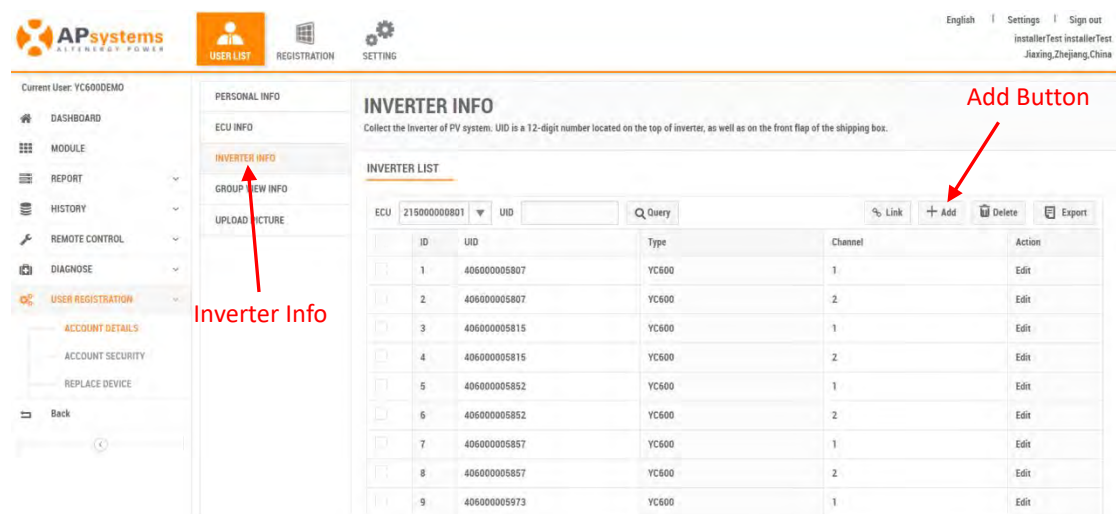 APsystems
ALTENERGY POWER
USER LIST
REGISTRATION
SETTING
English | Settings | Sign out
installerTest installerTest
Jiaxing,Zhejiang,China
Current User: YC600DEMO
DASHBOARD
MODULE
REPORT
HISTORY
REMOTE CONTROL
DIAGNOSE
USER REGISTRATION
ACCOUNT DETAILS
ACCOUNT SECURITY
REPLACE DEVICE
Back
PERSONAL INFO
ECU INFO
INVERTER INFO
GROUP VIEW INFO
UPLOAD PICTURE
Inverter Info
INVERTER INFO
Add Button
Collect the Inverter of PV system. UID is a 12-digit number located on the top of inverter, as well as on the front flap of the shipping box.
INVERTER LIST
ECU 215000000801 UID Query Link Add Delete Export
ID UID Type Channel Action
1 406000005807 YC600 1 Edit
2 406000005807 YC600 2 Edit
3 406000005815 YC600 1 Edit
4 406000005815 YC600 2 Edit
5 406000005852 YC600 1 Edit
6 406000005852 YC600 2 Edit
7 406000005857 YC600 1 Edit
8 406000005857 YC600 2 Edit
9 406000005973 YC600 1 Edit